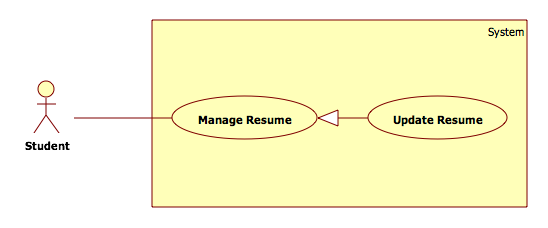 System
Manage Resume
Update Resume
Student